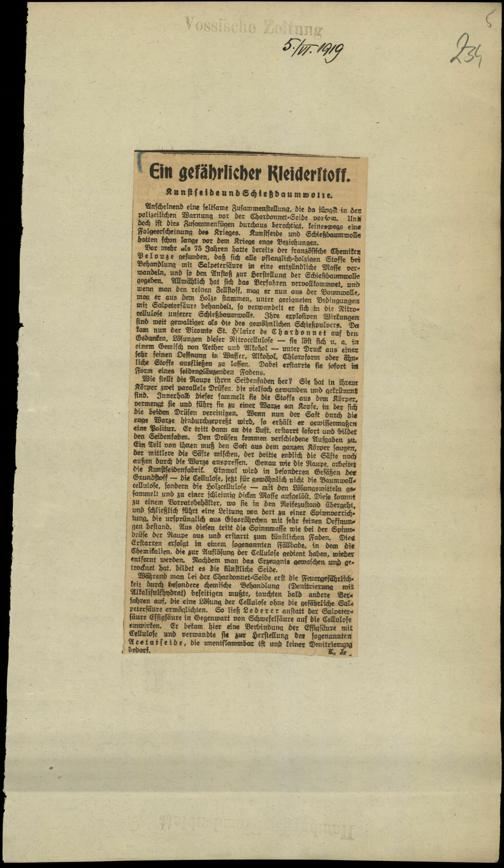 Vossische Zeitung
5./VI. 1919
234
Ein gefährlicher Kleiderstoff.
Kunstseide und Schießbaumwolle.
Anscheinend eine seltsame Zusammenstellung, die da jüngst in der
polizeilichen Warnung vor der Chardonnet-Seide vorkam. Und
doch ist dies Zusammenfügen durchaus berechtigt, keineswegs eine
Folgeerscheinung des Krieges. Kunstseide und Schießbaumwolle
hatten schon lange vor dem Kriege enge Beziehungen.
Vor mehr als 75 Jahren hatte bereits der französische Chemiker
Pelouze gefunden, daß sich alle pflanzlich-holzigen Stoffe bei
Behandlung mit Salpetersäure in eine entzündliche Masse ver-
wandeln, und so den Anstoß zur Herstellung der Schießbaumwolle
gegeben. Allmählich hat sich das Verfahren vervollkommnet, und
wenn man den reinen Zellstoff, mag er nun aus der Baumwolle,
mag er aus dem Holze stammen, unter geeigneten Bedingungen
mit Salpetersäure behandelt, so verwandelt er sich in die Nitro-
cellulose unserer Schießbaumwolle. Ihre explosiven Wirkungen
sind weit gewaltiger als die des gewöhnlichen Schießpulvers. Da
kam nun der Vicomte St. Hilaire de Chardonnet auf den
Gedanken, Lösungen dieser Nitrocellulose — sie löst sich u. a. in
einem Gemisch von Aether und Alkohol — unter Druck aus einer
sehr feinen Oeffnung in Wasser, Alkohol, Chloroform oder ähn-
liche Stoffe ausfließen zu lassen. Dabei erstarrte sie sofort in
Form eines seidenglänzenden Fadens.
Wie stellt die Raupe ihren Seidenfaden her? Sie hat in ihrem
Körper zwei parallele Drüsen, die vielfach gewunden und gekrümmt
sind. Innerhalb dieser sammelt sie die Stoffe aus dem Körper,
vermengt sie und führt sie zu einer Warze am Kopfe, in der sich
die beiden Drüsen vereinigen. Wenn nun der Saft durch die
enge Warze hindurchgepreßt wird, so erhält er gewissermaßen
eine Politur. Er tritt dann an die Luft, erstarrt sofort und bildet
den Seidenfaden. Den Drüsen kommen verschiedene Aufgaben zu.
Ein Teil von ihnen muß den Saft aus dem ganzen Körper saugen,
der mittlere die Säfte mischen, der dritte endlich die Säfte nach
außen durch die Warze auspressen. Genau wie die Raupe, arbeitet
die Kunstseidenfabrik. Einmal wird in besonderen Gefäßen der
Grundstoff — die Cellulose, jetzt für gewöhnlich nicht die Baumwoll-
cellulose, sondern die Holzcellulose — mit den Lösungsmitteln ge-
sammelt und zu einer schleimig dicken Masse aufgelöst. Diese kommt
zu einem Vorratsbehälter, wo sie in den Reifezustand übergeht,
und schließlich führt eine Leitung von dort zu einer Spinnvorrich-
tung, die ursprünglich aus Glasröhrchen mit sehr feinen Oeffnun-
gen bestand. Aus diesen tritt die Spinnmasse wie bei der Spinn-
drüse der Raupe aus und erstarrt zum künstlichen Faden. Dies
Erstarren erfolgt in einem sogenannten Fällbade, in dem die
Chemikalien, die zur Auflösung der Cellulose gedient haben, wieder
entfernt werden. Nachdem man das Erzeugnis gewaschen und ge-
trocknet hat, bildet es die künstliche Seide.
Während man bei der Chardonnet-Seide erst die Feuergefährlich-
keit durch besondere chemische Behandlung (Denitrierung mit
Alkalisulfhydrat) beseitigen mußte, tauchten bald andere Ver-
fahren auf, die eine Lösung der Cellulose ohne die gefährliche Sal-
petersäure ermöglichten. So ließ Lederer anstatt der Salpeter-
säure Essigsäure in Gegenwart von Schwefelsäure auf die Cellulose
einwirken. Er bekam hier eine Verbindung der Essigsäure mit
Cellulose und verwandte sie zur Herstellung der sogenannten
Acetatseide, die unentflammbar ist und keiner Denitrierung
bedarf.